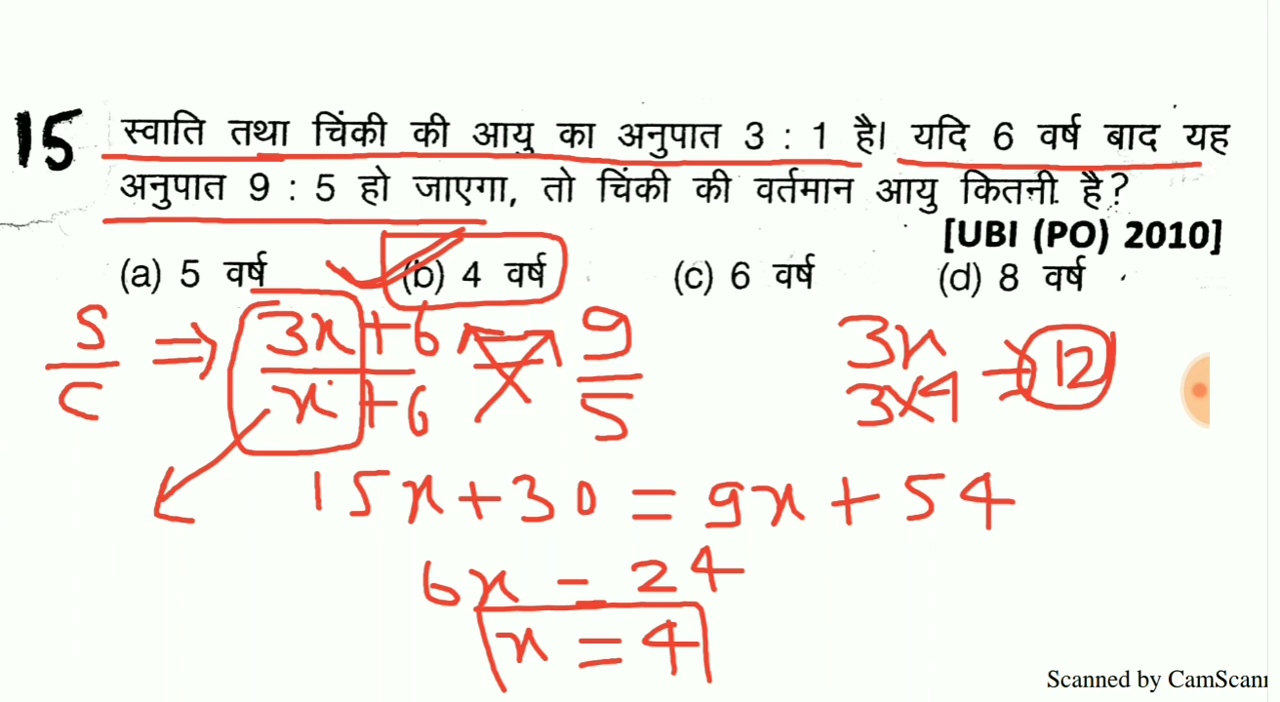 15 स्वाति तथा चिंकी की आयु का अनुपात 3 : 1 है। यदि 6 वर्ष बाद यह
अनुपात 9 : 5 हो जाएगा, तो चिंकी की वर्तमान आयु कितनी है?
[UBI (PO) 2010]
(a) 5 वर्ष (b) 4 वर्ष (c) 6 वर्ष (d) 8 वर्ष
S/C ⇒ 3x+6/x+6 = 9/5
3x
3×4 ⇒ 12
15x+30 = 9x+54
6x = 24
x = 4
Scanned by CamScann